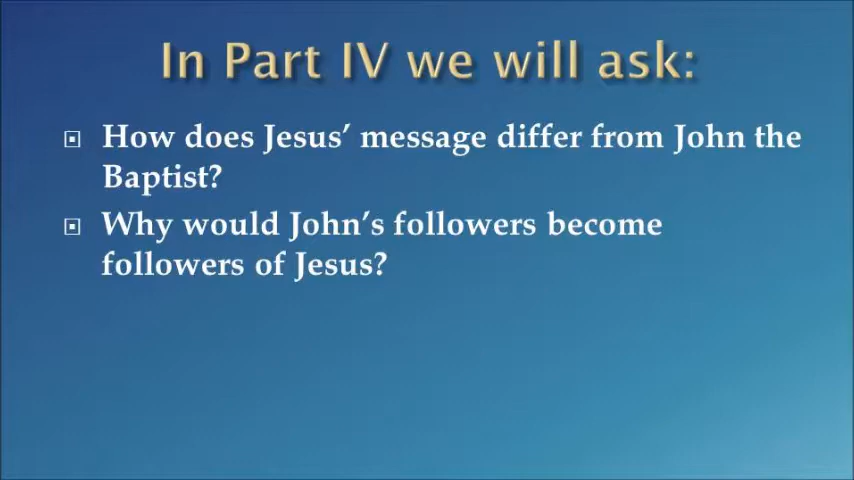 In Part IV we will ask:
How does Jesus’ message differ from John the
Baptist?
Why would John’s followers become
followers of Jesus?